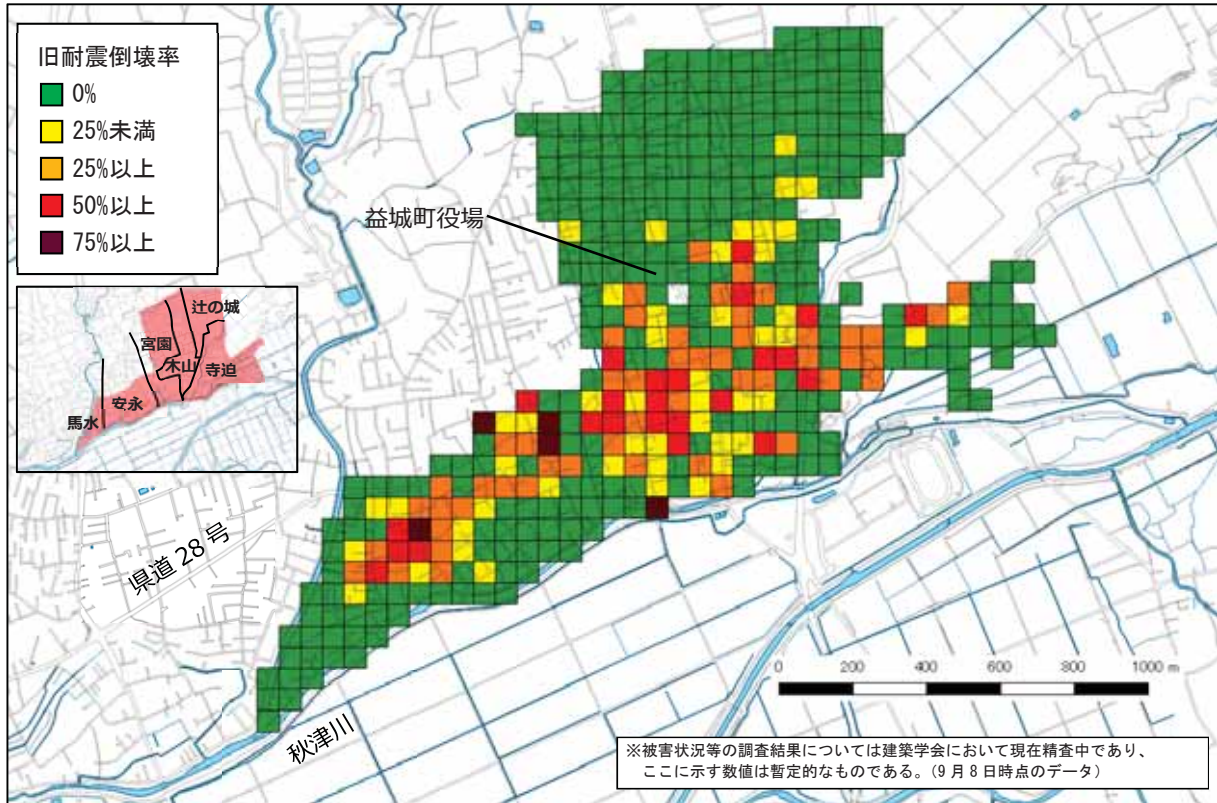 旧耐震倒壊率
0%
25%未満
25%以上
50%以上
75%以上
益城町役場
辻の城
宮園
木山
寺迫
安永
馬水
県道28号
秋津川
0 200 400 600 800 1000 m
※被害状況等の調査結果については建築学会において現在精査中であり、
ここに示す数値は暫定的なものである。(9月8日時点のデータ)